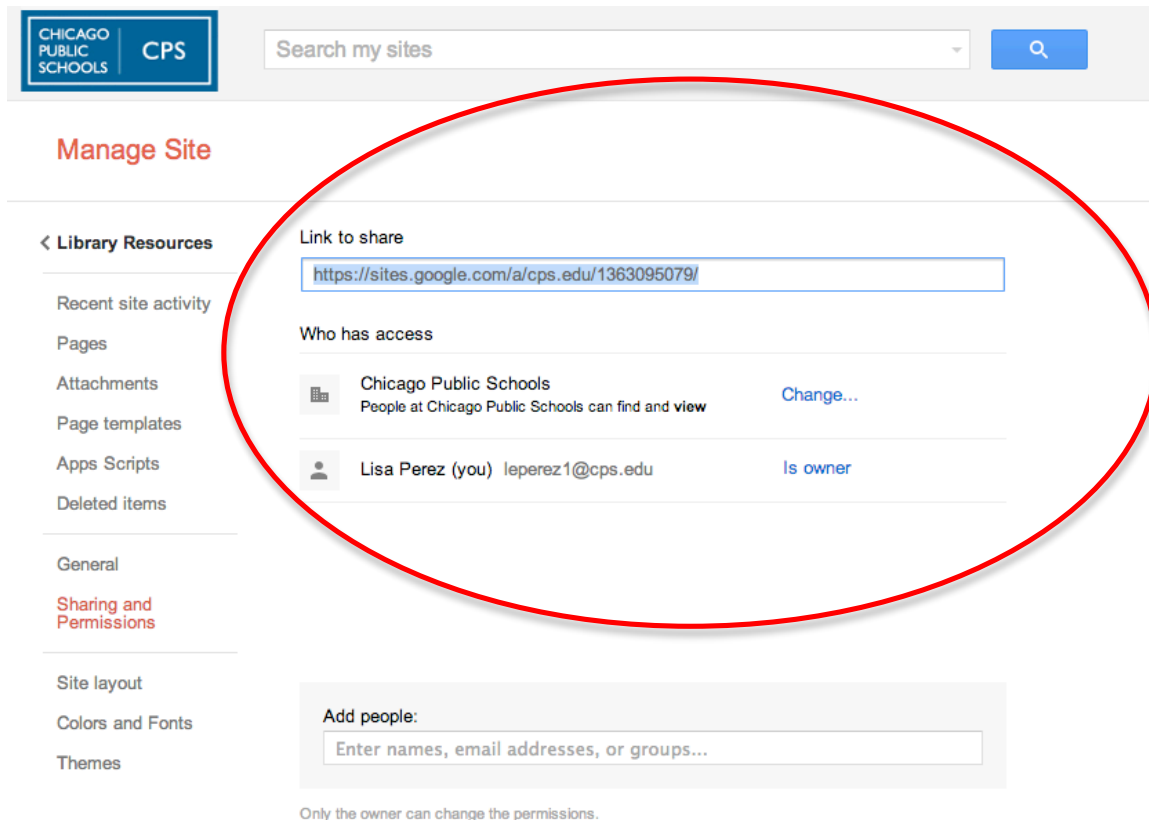 CHICAGO
PUBLIC
SCHOOLS
CPS
Search my sites
Manage Site
Library Resources
Recent site activity
Pages
Attachments
Page templates
Apps Scripts
Deleted items
General
Sharing and
Permissions
Site layout
Colors and Fonts
Themes
Link to share
https://sites.google.com/a/cps.edu/1363095079/
Who has access
Chicago Public Schools
People at Chicago Public Schools can find and view
Change...
Lisa Perez (you) leperez1@cps.edu
Is owner
Add people:
Enter names, email addresses, or groups...
Only the owner can change the permissions.